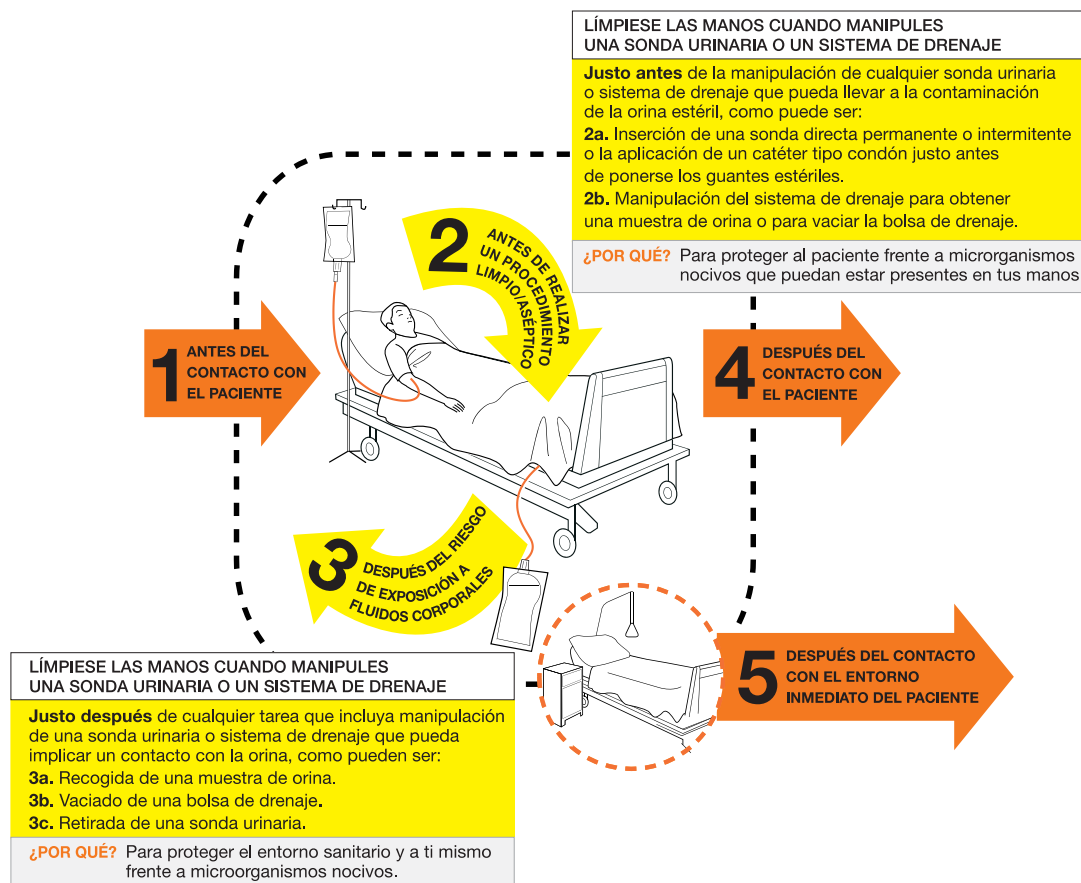 LÍMPIESE LAS MANOS CUANDO MANIPULES
UNA SONDA URINARIA O UN SISTEMA DE DRENAJE
Justo antes de la manipulación de cualquier sonda urinaria
o sistema de drenaje que pueda llevar a la contaminación
de la orina estéril, como puede ser:
2a. Inserción de una sonda directa permanente o intermitente
o la aplicación de un catéter tipo condón justo antes
de ponerse los guantes estériles.
2b. Manipulación del sistema de drenaje para obtener
una muestra de orina o para vaciar la bolsa de drenaje.
¿POR QUÉ? Para proteger al paciente frente a microrganismos
nocivos que puedan estar presentes en tus manos
1
ANTES DEL
CONTACTO CON
EL PACIENTE
2
ANTES DE REALIZAR
UN PROCEDIMIENTO
LIMPIO/ASÉPTICO
3
DESPUÉS DEL RIESGO
DE EXPOSICIÓN A
FLUIDOS CORPORALES
4
DESPUÉS DEL
CONTACTO CON
EL PACIENTE
5
DESPUÉS DEL CONTACTO
CON EL ENTORNO
INMEDIATO DEL PACIENTE
LÍMPIESE LAS MANOS CUANDO MANIPULES
UNA SONDA URINARIA O UN SISTEMA DE DRENAJE
Justo después de cualquier tarea que incluya manipulación
de una sonda urinaria o sistema de drenaje que pueda
implicar un contacto con la orina, como pueden ser:
3a. Recogida de una muestra de orina.
3b. Vaciado de una bolsa de drenaje.
3c. Retirada de una sonda urinaria.
¿POR QUÉ? Para proteger el entorno sanitario y a ti mismo
frente a microorganismos nocivos.